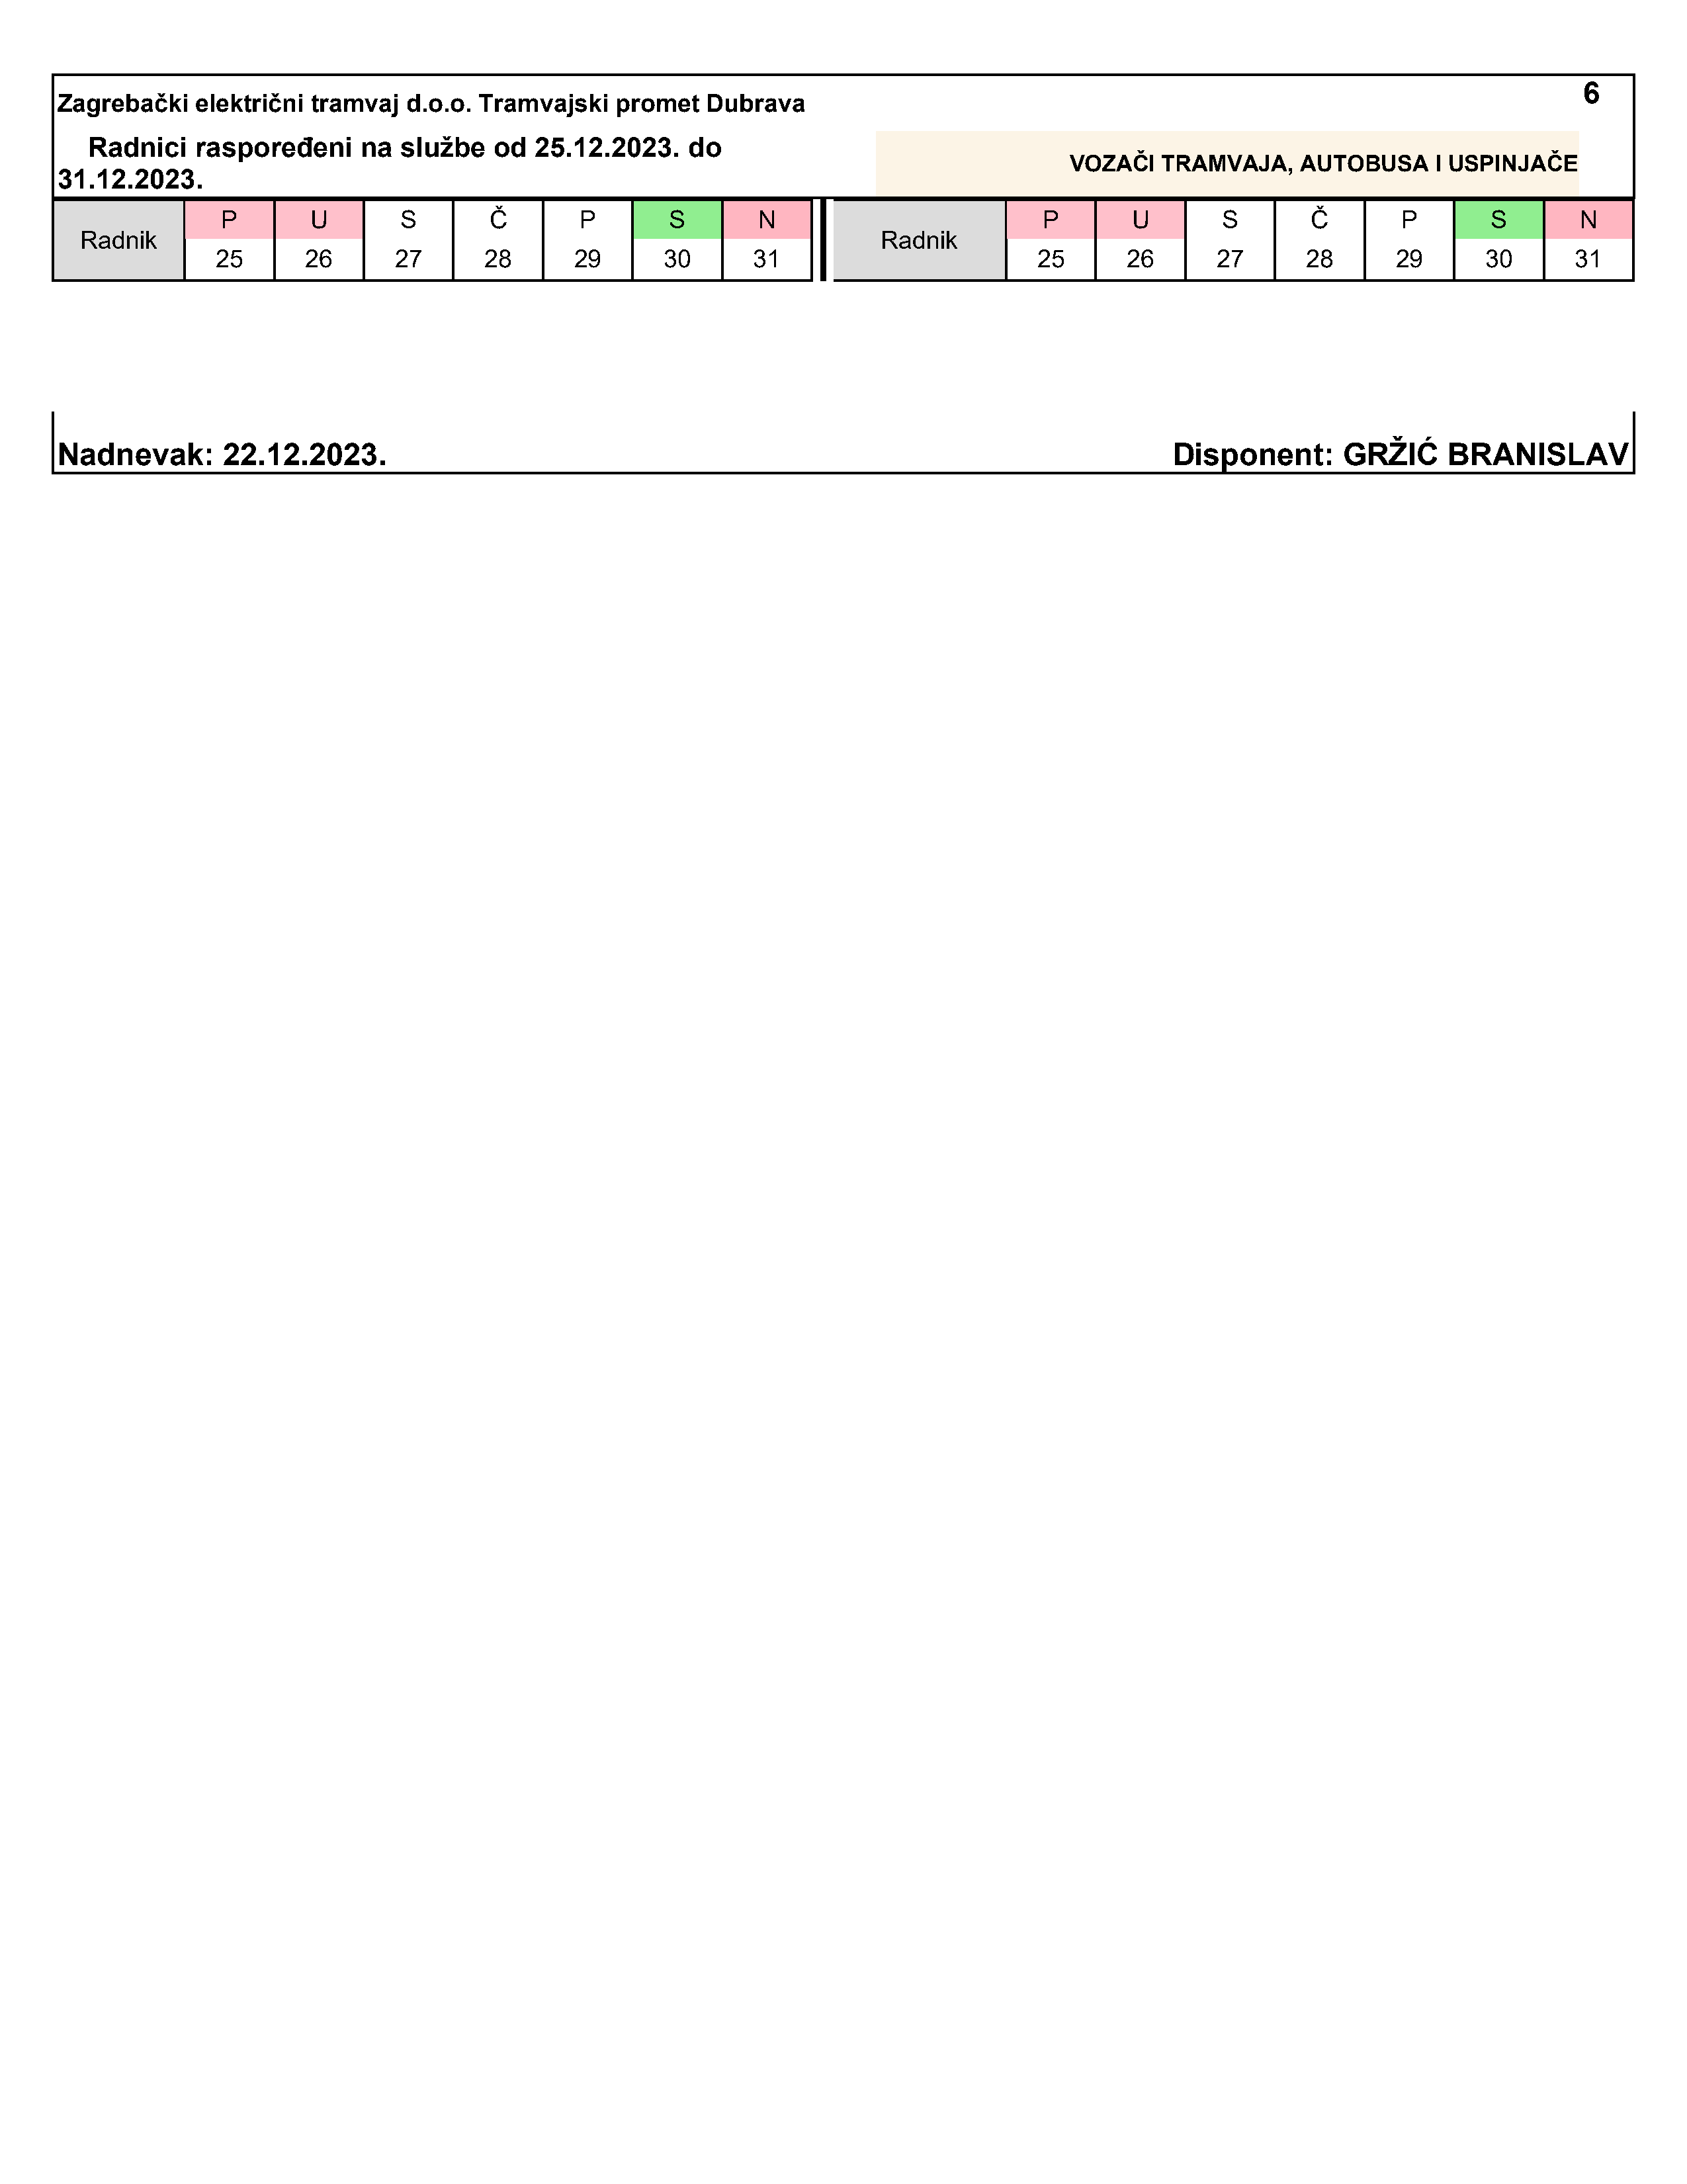 6
Zagrebački električni tramvaj d.o.o. Tramvajski promet Dubrava
Radnici raspoređeni na službe od 25.12.2023. do
31.12.2023.
VOZAČI TRAMVAJA, AUTOBUSA I USPINJAČE
Radnik P U S Č P S N Radnik P U S Č P S N
25 26 27 28 29 30 31 25 26 27 28 29 30 31
Nadnevak: 22.12.2023. Disponent: GRŽIĆ BRANISLAV